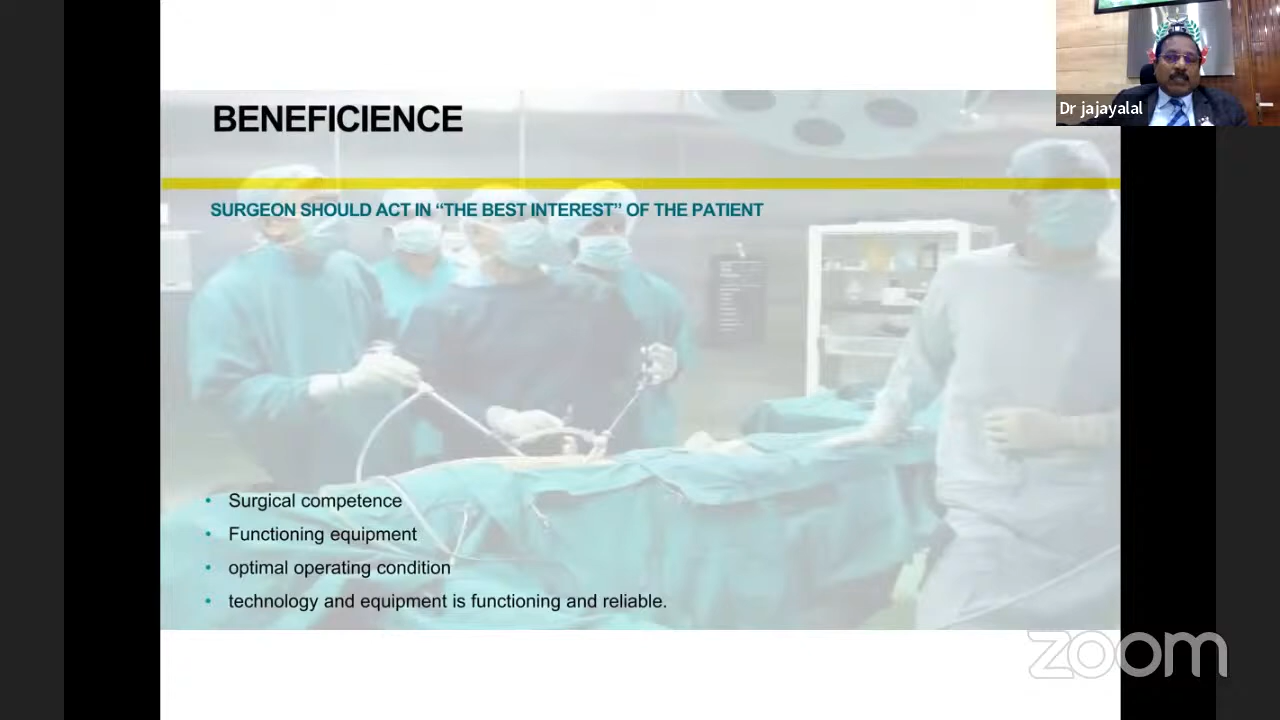 BENEFICIENCE
Dr jajayalal
SURGEON SHOULD ACT IN “THE BEST INTEREST” OF THE PATIENT
• Surgical competence
• Functioning equipment
• optimal operating condition
• technology and equipment is functioning and reliable.
zoom